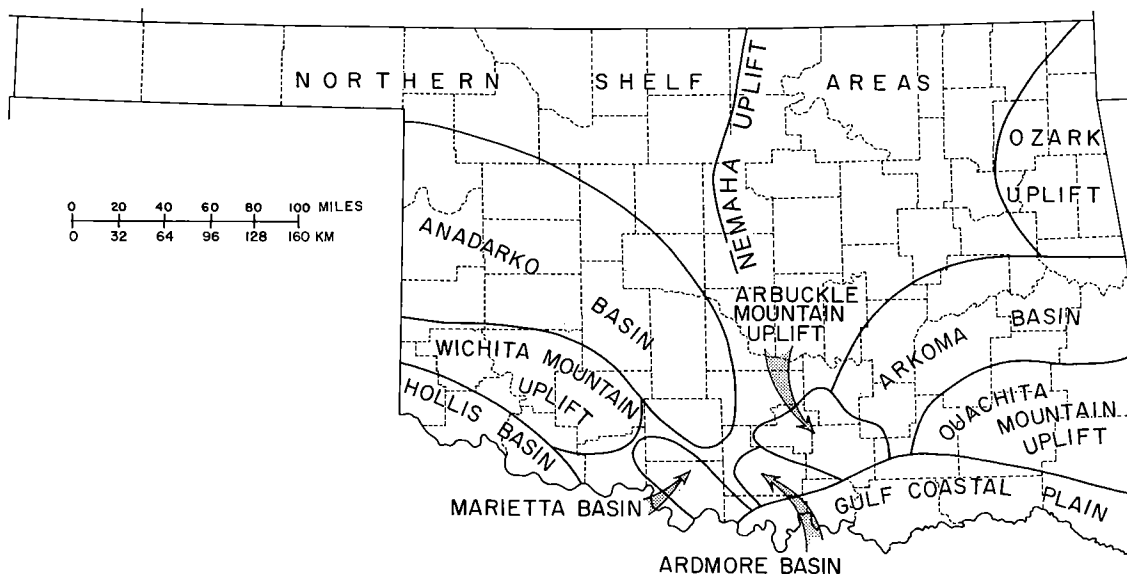 NORTHERN SHELF AREAS
NEMAHA UPLIFT
OZARK
UPLIFT
0 20 40 60 80 100 MILES
0 32 64 96 128 160 KM
ANADARKO
BASIN
ARBUCKLE
MOUNTAIN
UPLIFT
ARKOMA BASIN
WICHITA MOUNTAIN
UPLIFT
HOLLIS BASIN
OUACHITA
MOUNTAIN
UPLIFT
MARIETTA BASIN
GULF COASTAL PLAIN
ARDMORE BASIN